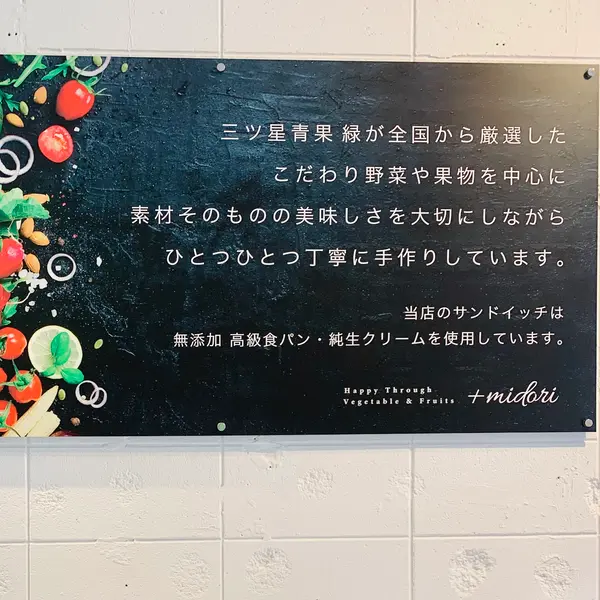 三ツ星青果 緑が全国から厳選した
こだわり野菜や果物を中心に
素材そのものの美味しさを大切にしながら
ひとつひとつ丁寧に手作りしています。
当店のサンドイッチは
無添加 高級食パン・純生クリームを使用しています。
Happy Through
Vegetable & Fruits
+midori